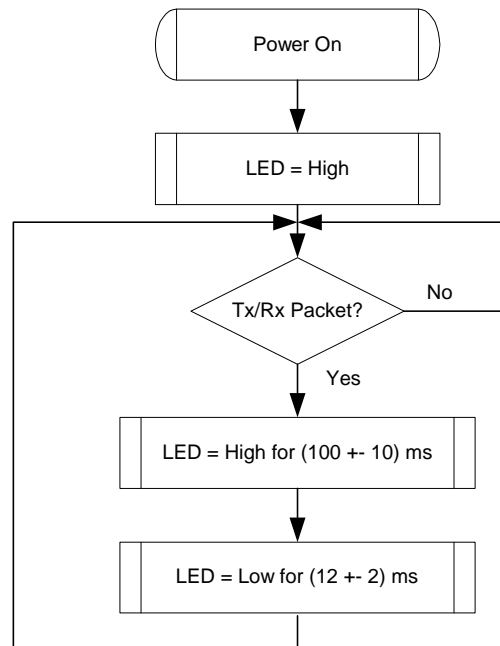 Power On
LED = High
Tx/Rx Packet?
No
Yes
LED = High for (100 +- 10) ms
LED = Low for (12 +- 2) ms